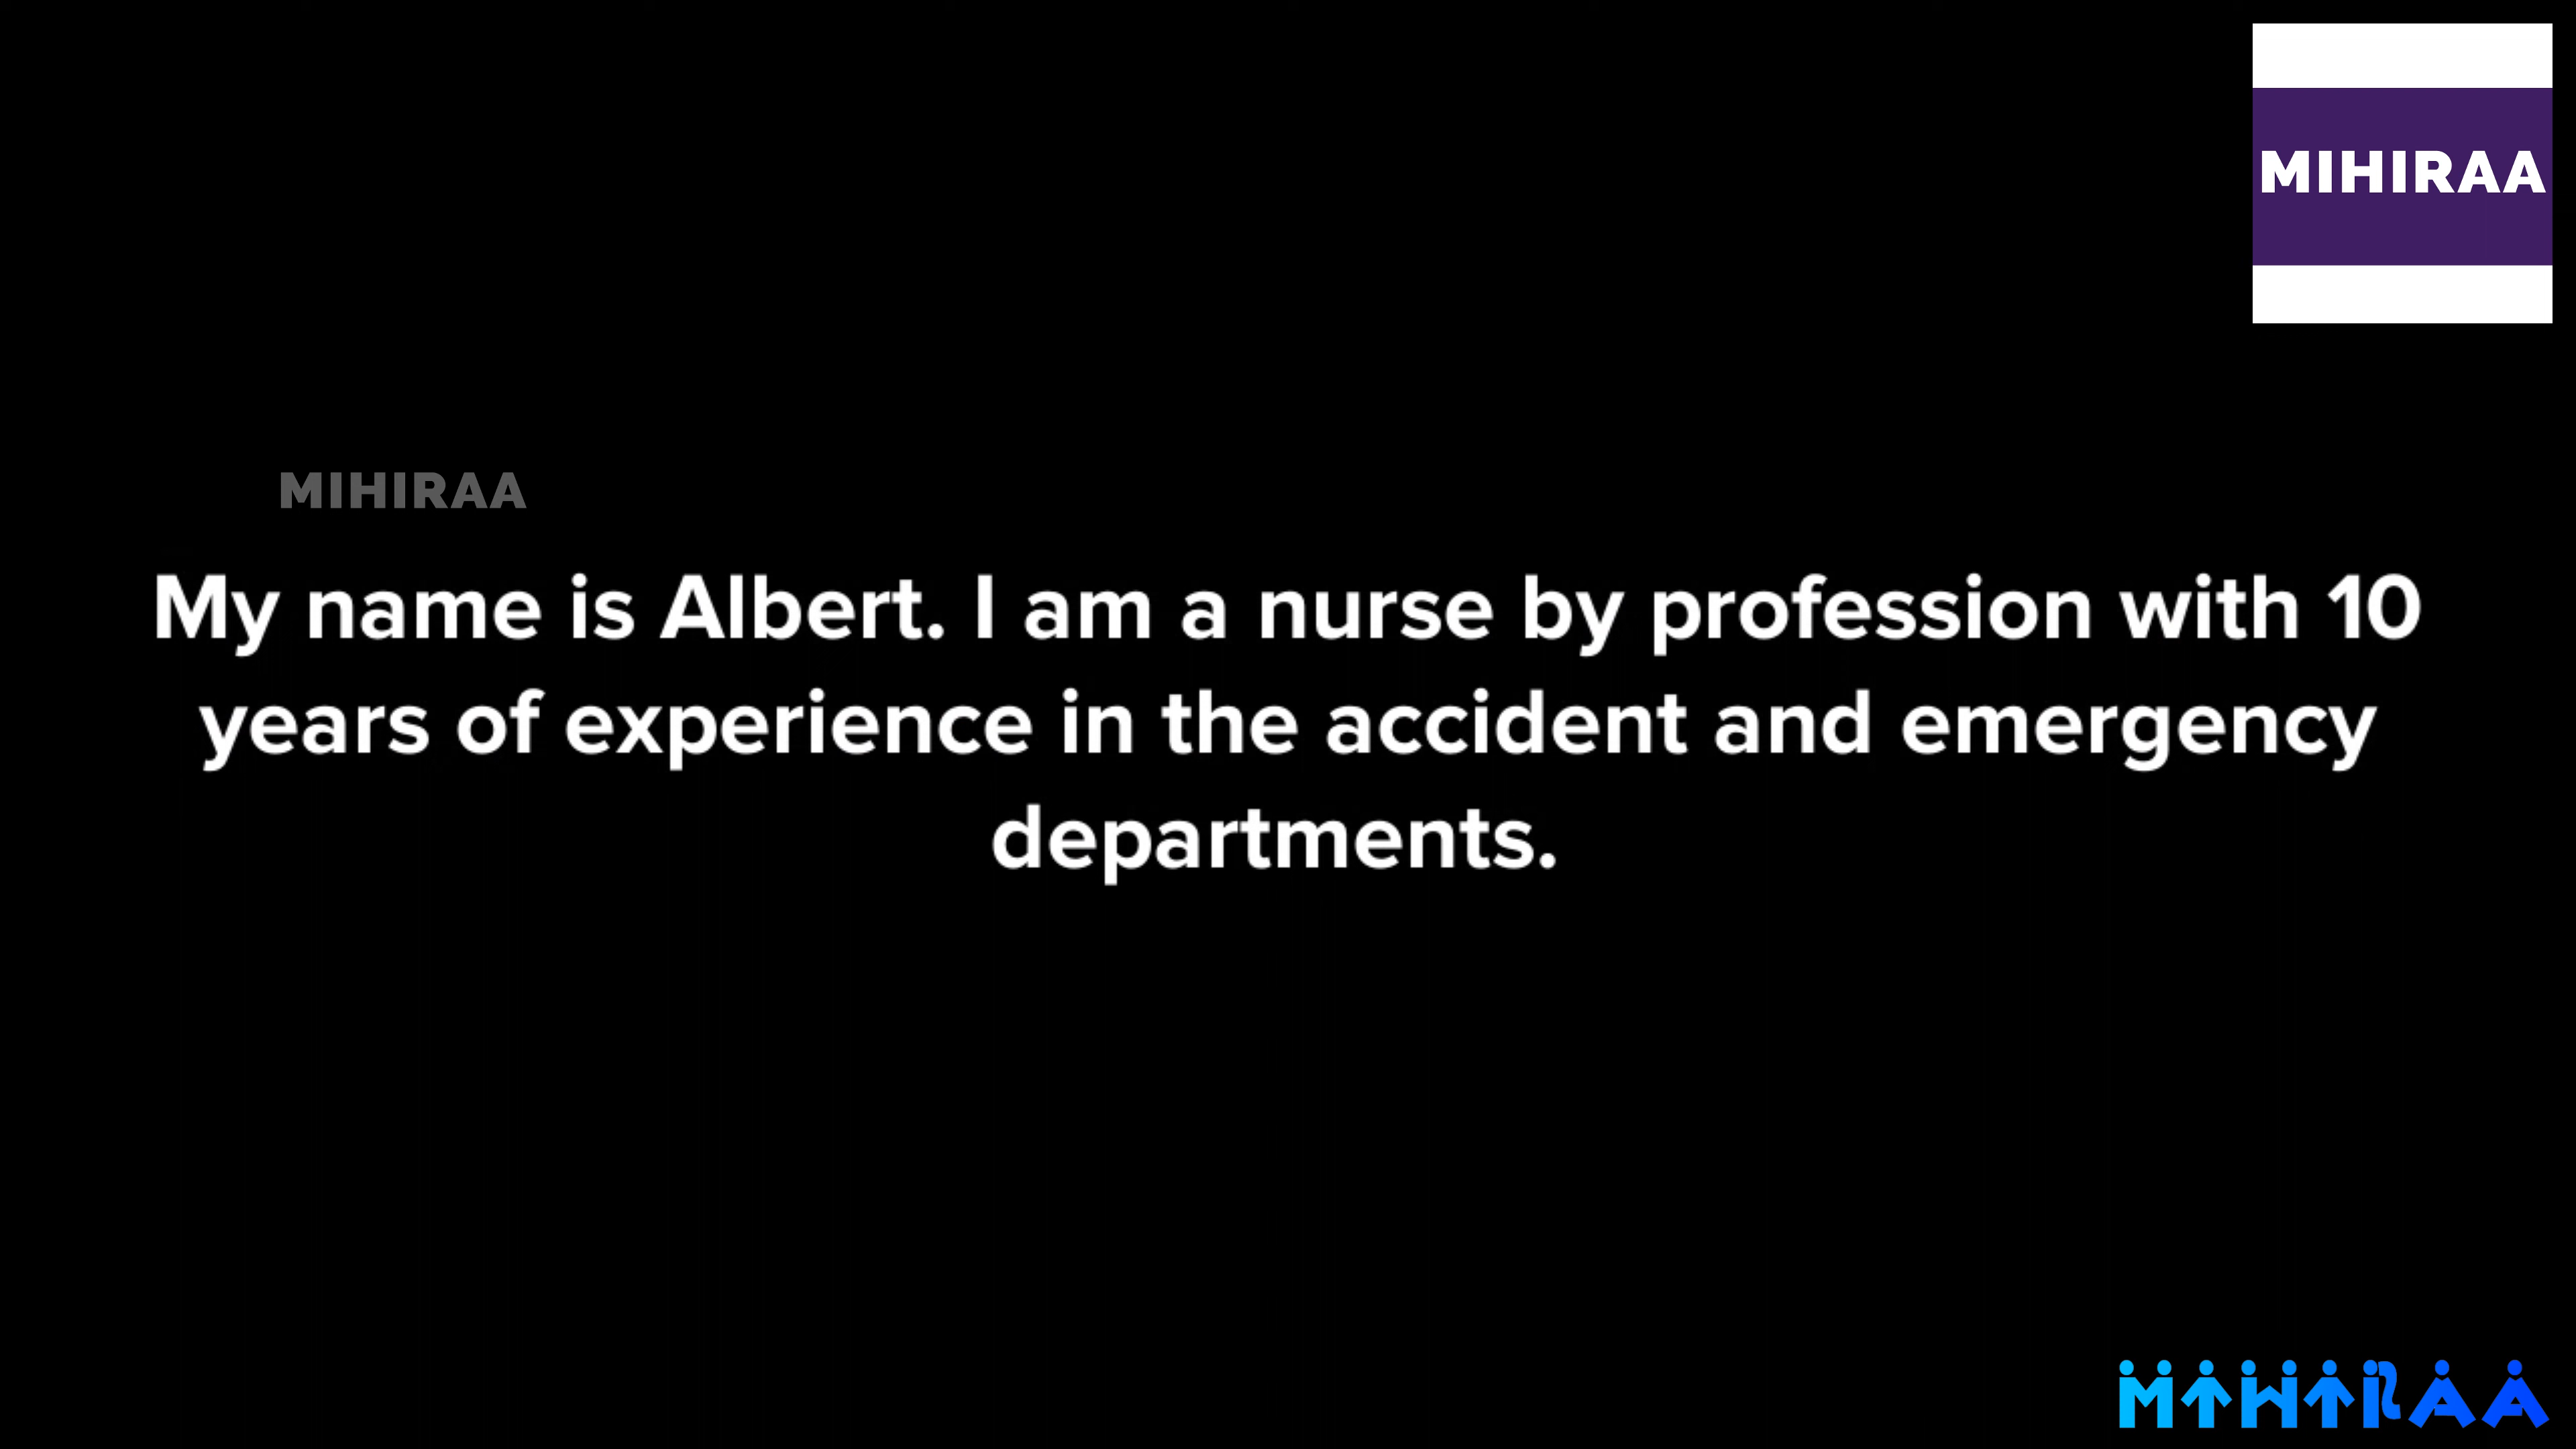 MIHIRAA
MIHIRAA
My name is Albert. I am a nurse by profession with 10
years of experience in the accident and emergency
departments.
MIHIRAA